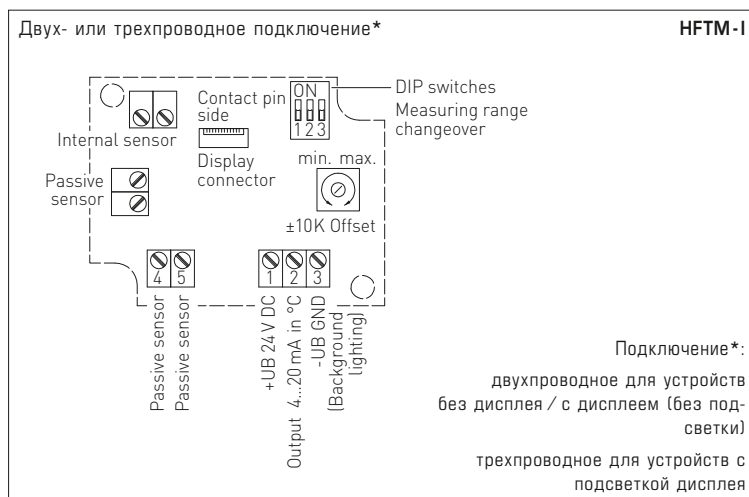 Двух- или трехпроводное подключение*
HFTM-I
ON
1 2 3
DIP switches
Measuring range
changeover
Contact pin
side
Internal sensor
Display
connector
Passive
sensor
min. max.
±10K Offset
4 5
1 2 3
Passive sensor
Passive sensor
+UB 24 V DC
Output 4...20 mA in °C
-UB GND
(Background
lighting)
Подключение*:
двухпроводное для устройств
без дисплея / с дисплеем (без под-
светки)
трехпроводное для устройств с
подсветкой дисплея